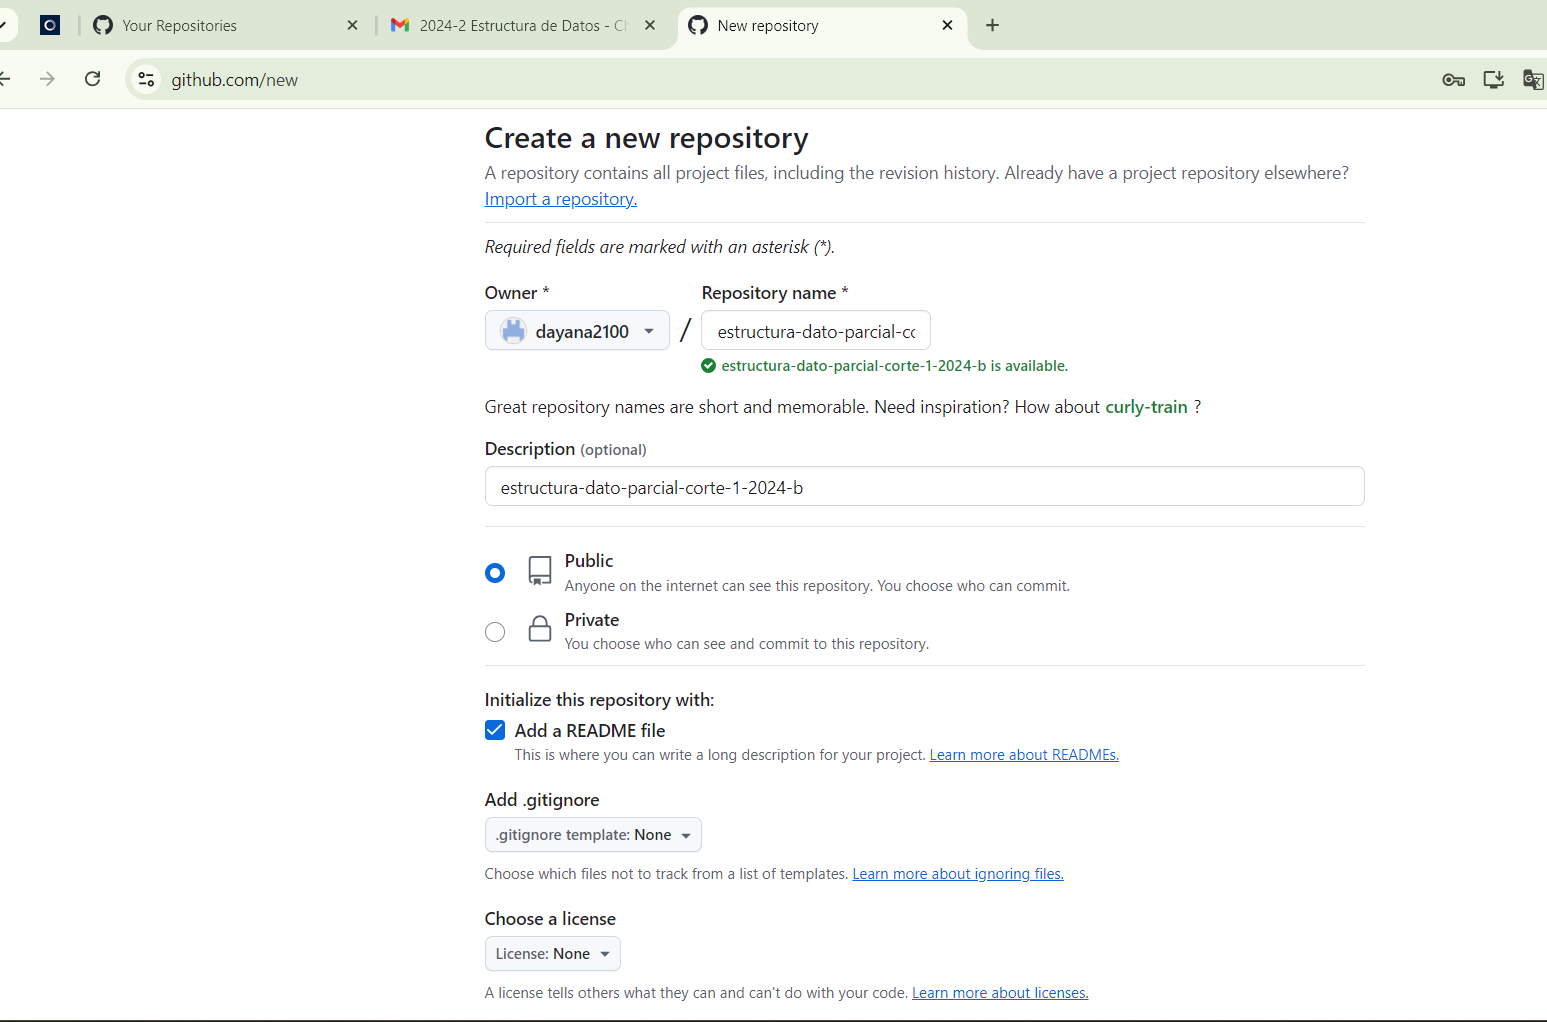 Your Repositories
2024-2 Estructura de Datos - C
New repository
github.com/new
Create a new repository
A repository contains all project files, including the revision history. Already have a project repository elsewhere?
Import a repository.
Required fields are marked with an asterisk (*).
Owner *
Repository name *
dayana2100
/
estructura-dato-parcial-cc
estructura-dato-parcial-corte-1-2024-b is available.
Great repository names are short and memorable. Need inspiration? How about curly-train ?
Description (optional)
estructura-dato-parcial-corte-1-2024-b
Public
Anyone on the internet can see this repository. You choose who can commit.
Private
You choose who can see and commit to this repository.
Initialize this repository with:
Add a README file
This is where you can write a long description for your project. Learn more about READMEs.
Add .gitignore
.gitignore template: None
Choose which files not to track from a list of templates. Learn more about ignoring files.
Choose a license
License: None
A license tells others what they can and can't do with your code. Learn more about licenses.